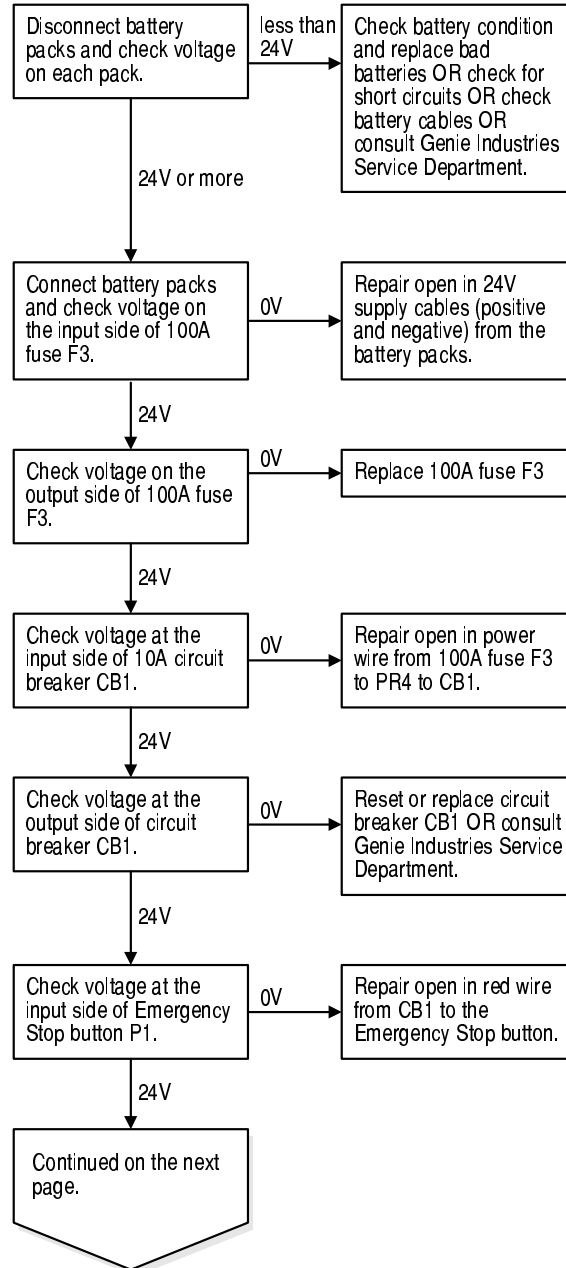 Disconnect battery
packs and check voltage
on each pack.
less than
24V
Check battery condition
and replace bad
batteries OR check for
short circuits OR check
battery cables OR
consult Genie Industries
Service Department.
24V or more
Connect battery packs
and check voltage on
the input side of 100A
fuse F3.
0V
Repair open in 24V
supply cables (positive
and negative) from the
battery packs.
24V
Check voltage on the
output side of 100A fuse
F3.
0V
Replace 100A fuse F3
24V
Check voltage at the
input side of 10A circuit
breaker CB1.
0V
Repair open in power
wire from 100A fuse F3
to PR4 to CB1.
24V
Check voltage at the
output side of circuit
breaker CB1.
0V
Reset or replace circuit
breaker CB1 OR consult
Genie Industries Service
Department.
24V
Check voltage at the
input side of Emergency
Stop button P1.
0V
Repair open in red wire
from CB1 to the
Emergency Stop button.
24V
Continued on the next
page.